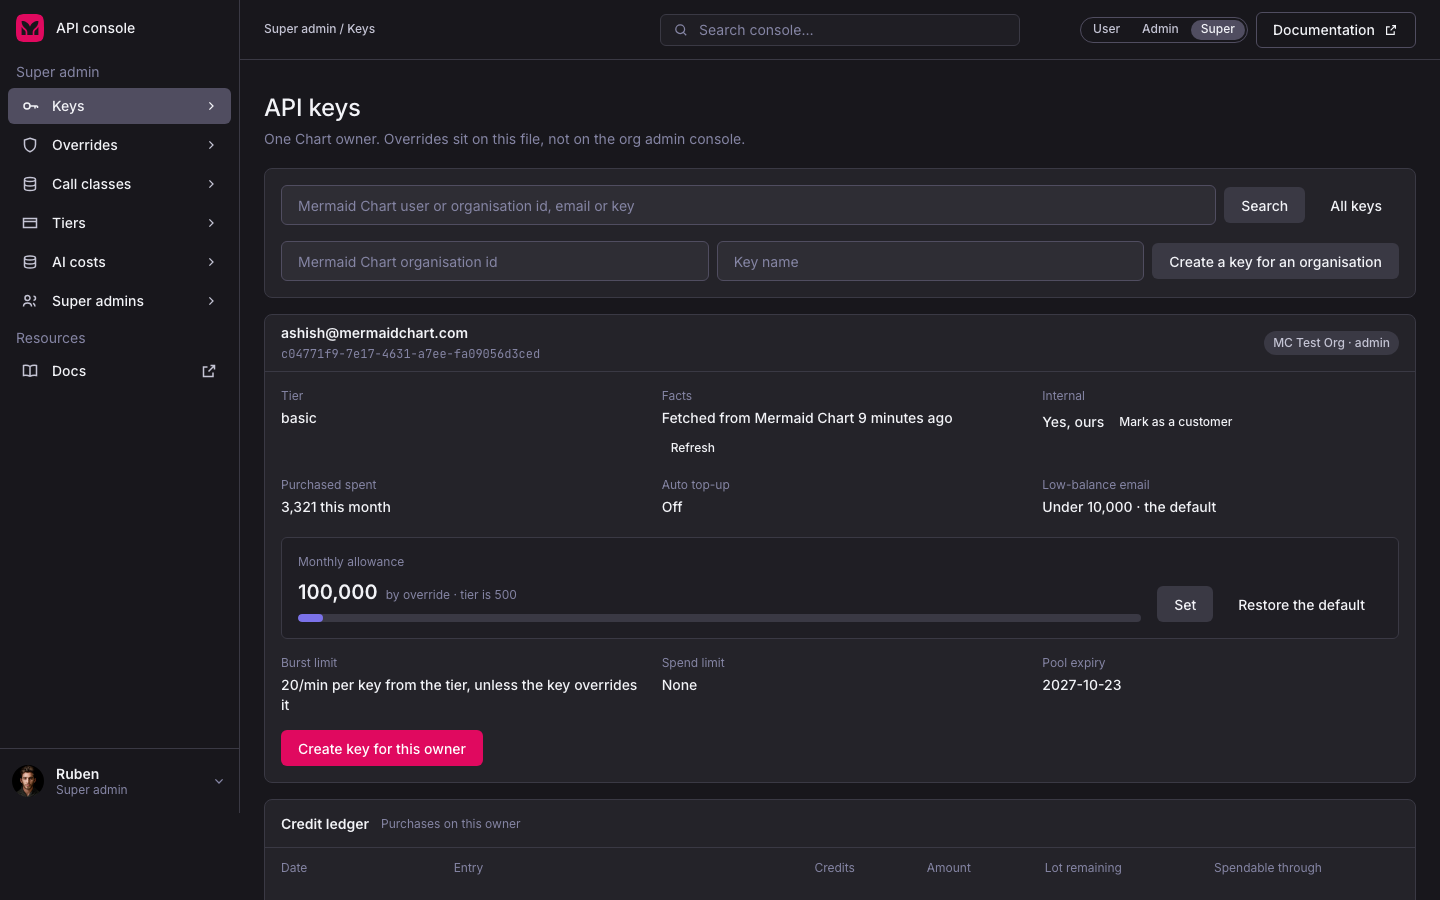 API console
Super admin / Keys
Search console...
User
Admin
Super
Documentation
Super admin
Keys
Overrides
Call classes
Tiers
AI costs
Super admins
Resources
Docs
Ruben
Super admin
API keys
One Chart owner. Overrides sit on this file, not on the org admin console.
Mermaid Chart user or organisation id, email or key
Search
All keys
Mermaid Chart organisation id
Key name
Create a key for an organisation
ashish@mermaidchart.com
c04771f9-7e17-4631-a7ee-fa09056d3ced
MC Test Org · admin
Tier
basic
Facts
Fetched from Mermaid Chart 9 minutes ago
Refresh
Internal
Yes, ours
Mark as a customer
Purchased spent
3,321 this month
Auto top-up
Off
Low-balance email
Under 10,000 · the default
Monthly allowance
100,000 by override · tier is 500
Set
Restore the default
Burst limit
20/min per key from the tier, unless the key overrides
it
Spend limit
None
Pool expiry
2027-10-23
Create key for this owner
Credit ledger
Purchases on this owner
Date
Entry
Credits
Amount
Lot remaining
Spendable through